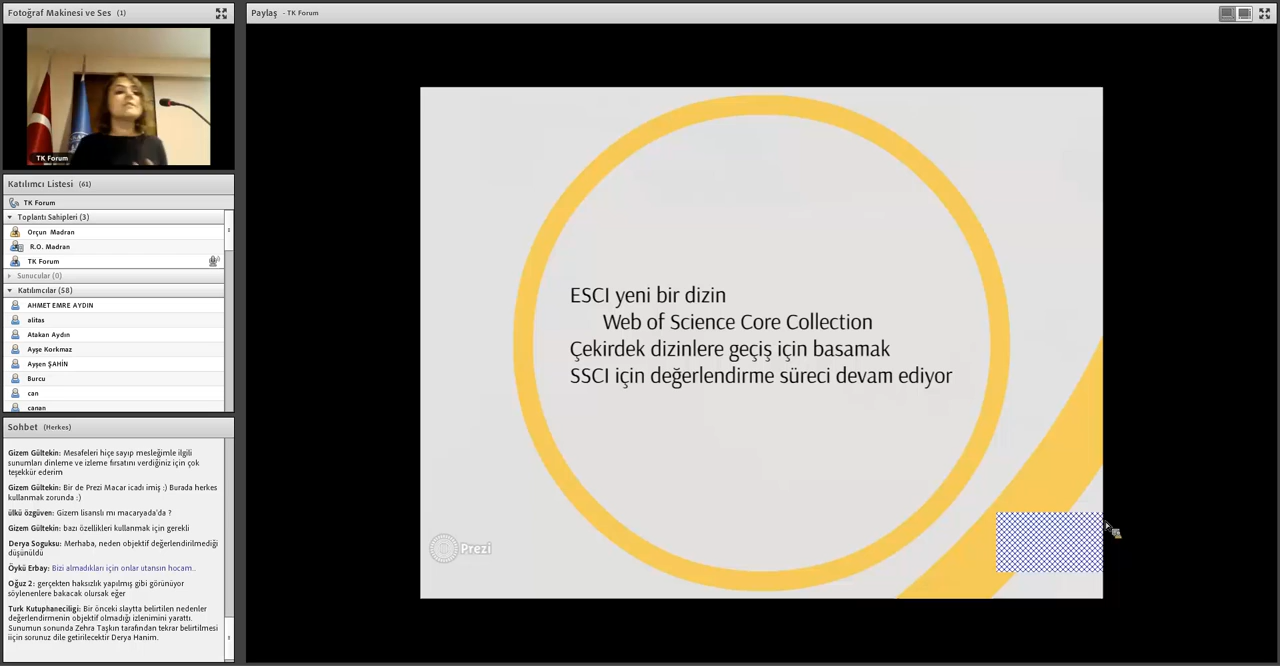 Fotoğraf Makinesi ve Ses (1)
TK Forum
Katılımcı Listesi (61)
TK Forum
Toplantı Sahipleri (3)
Orçun Madran
R.O. Madran
TK Forum
Sunucular (0)
Katılımcılar (58)
AHMET EMRE AYDIN
alitas
Atakan Aydın
Ayşe Korkmaz
Ayşen ŞAHİN
Burcu
can
canan
Sohbet (Herkes)
Gizem Gültekin: Mesafeleri hiçe sayıp mesleğimle ilgili
sunumları dinleme ve izleme fırsatını verdiğiniz için çok
teşekkür ederim
Gizem Gültekin: Bir de Prezi Macar icadı imiş :) Burada herkes
kullanmak zorunda :)
ülkü özgüven: Gizem lisanslı mı macaryada'da ?
Gizem Gültekin: bazı özellikleri kullanmak için gerekli
Derya Soguksu: Merhaba, neden objektif değerlendirilmediği
düşünüldü
Öykü Erbay: Bizi almadıkları için onlar utansın hocam..
Oğuz 2: gerçekten haksızlık yapılmış gibi görünüyor
söylenenlere bakacak olursak eğer
Turk Kutuphaneciligi: Bir önceki slaytta belirtilen nedenler
değerlendirmenin objektif olmadığı izlenimini yarattı.
Sunumun sonunda Zehra Taşkın tarafından tekrar belirtilmesi
iiçin sorunuz dile getirilecektir Derya Hanim.
Paylaş - TK Forum
ESCI yeni bir dizin
Web of Science Core Collection
Çekirdek dizinlere geçiş için basamak
SSCI için değerlendirme süreci devam ediyor
Prezi